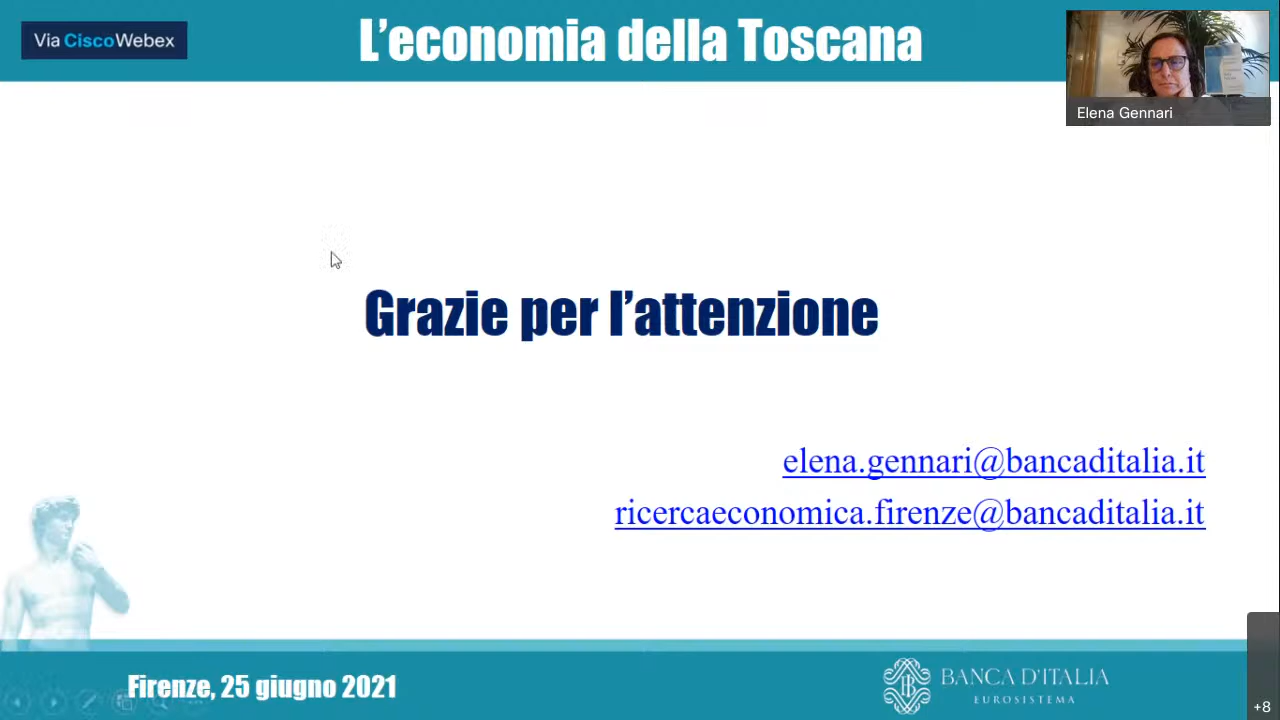 Via CiscoWebex
L'economia della Toscana
Elena Gennari
Grazie per l'attenzione
elena.gennari@bancaditalia.it
ricercaeconomica.firenze@bancaditalia.it
Firenze, 25 giugno 2021
BANCA D'ITALIA
EUROSISTEMA
+8